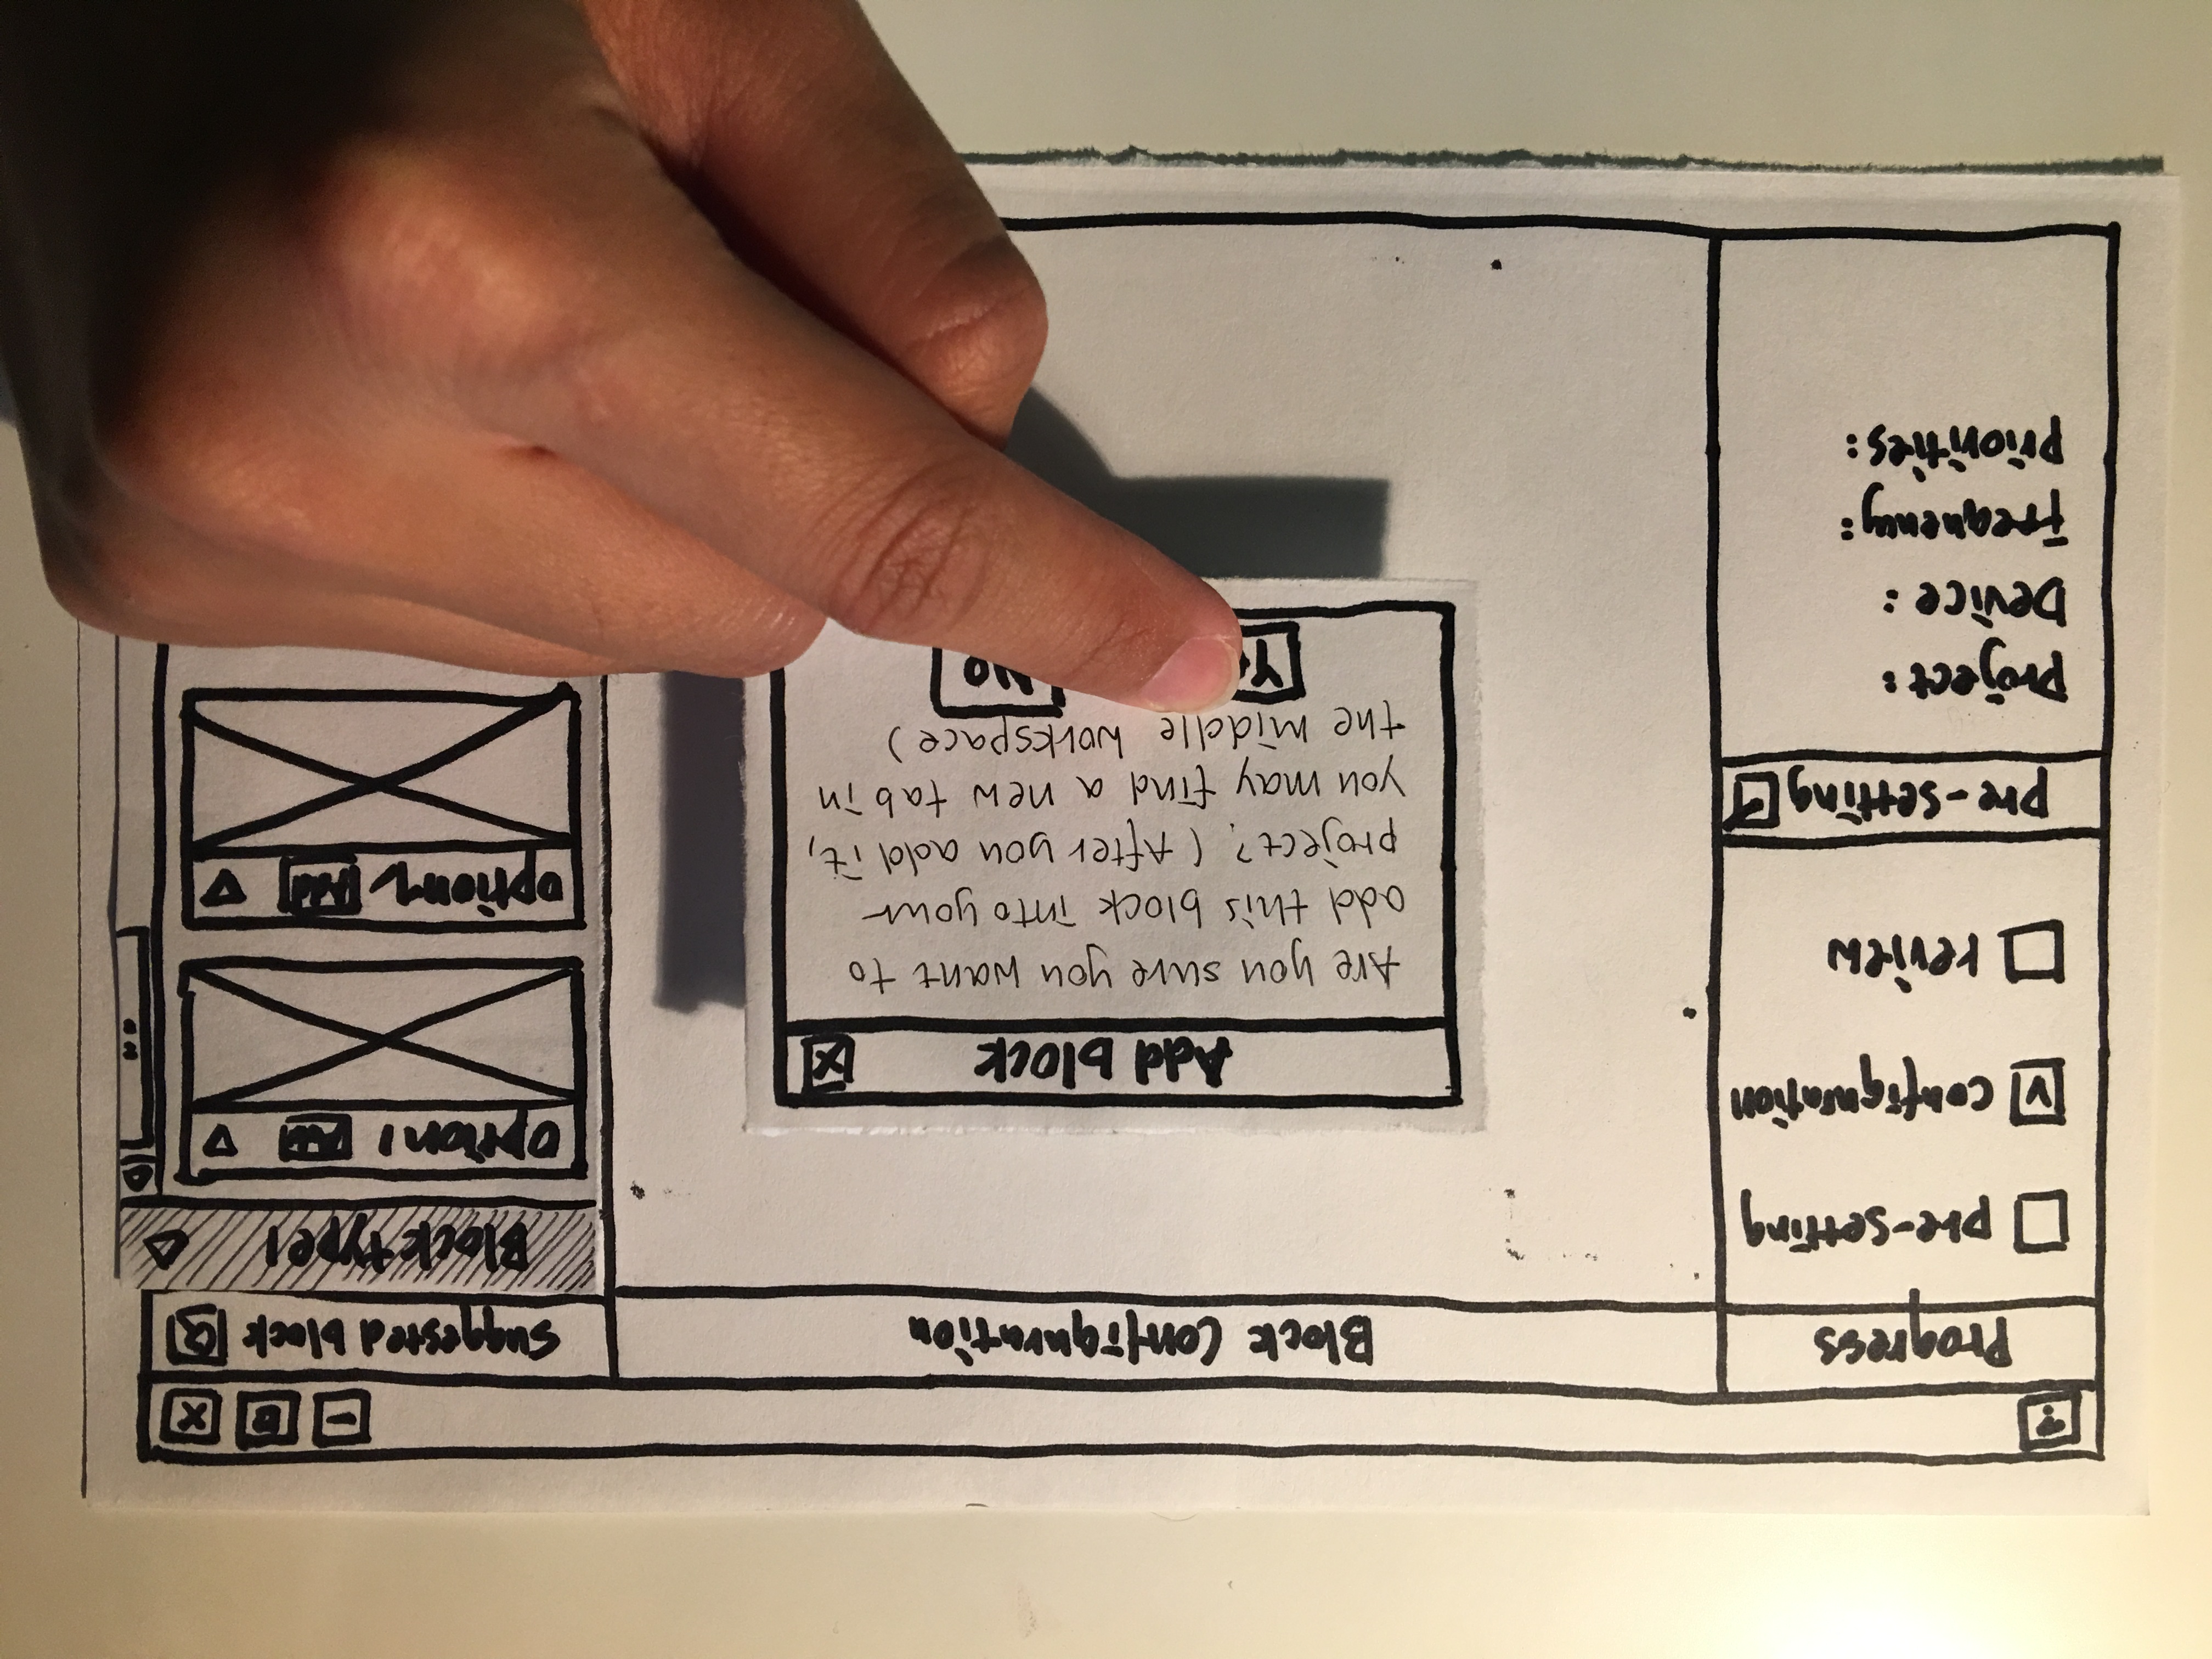 ?
Progress
Block Configuration
Suggested block
pre-setting
v configuration
review
Block type1
option1 Add
option2 Add
Add block X
Are you sure you want to
add this block into your
project? (After you add it,
you may find a new tab in
the middle workspace)
No
pre-setting
Project:
Device:
Frequency:
priorities: